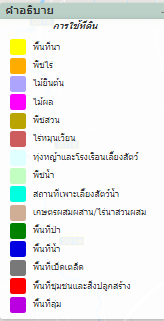 คำอธิบาย
การใช้ที่ดิน
พื้นที่นา
พืชไร่
ไม้ยืนต้น
ไม้ผล
พืชสวน
ไร่หมุนเวียน
ทุ่งหญ้าและโรงเรือนเลี้ยงสัตว์
พืชน้ำ
สถานที่เพาะเลี้ยงสัตว์น้ำ
เกษตรผสมผสาน/ไร่นาสวนผสม
พื้นที่ป่า
พื้นที่น้ำ
พื้นที่เบ็ดเตล็ด
พื้นที่ชุมชนและสิ่งปลูกสร้าง
พื้นที่ลุ่ม